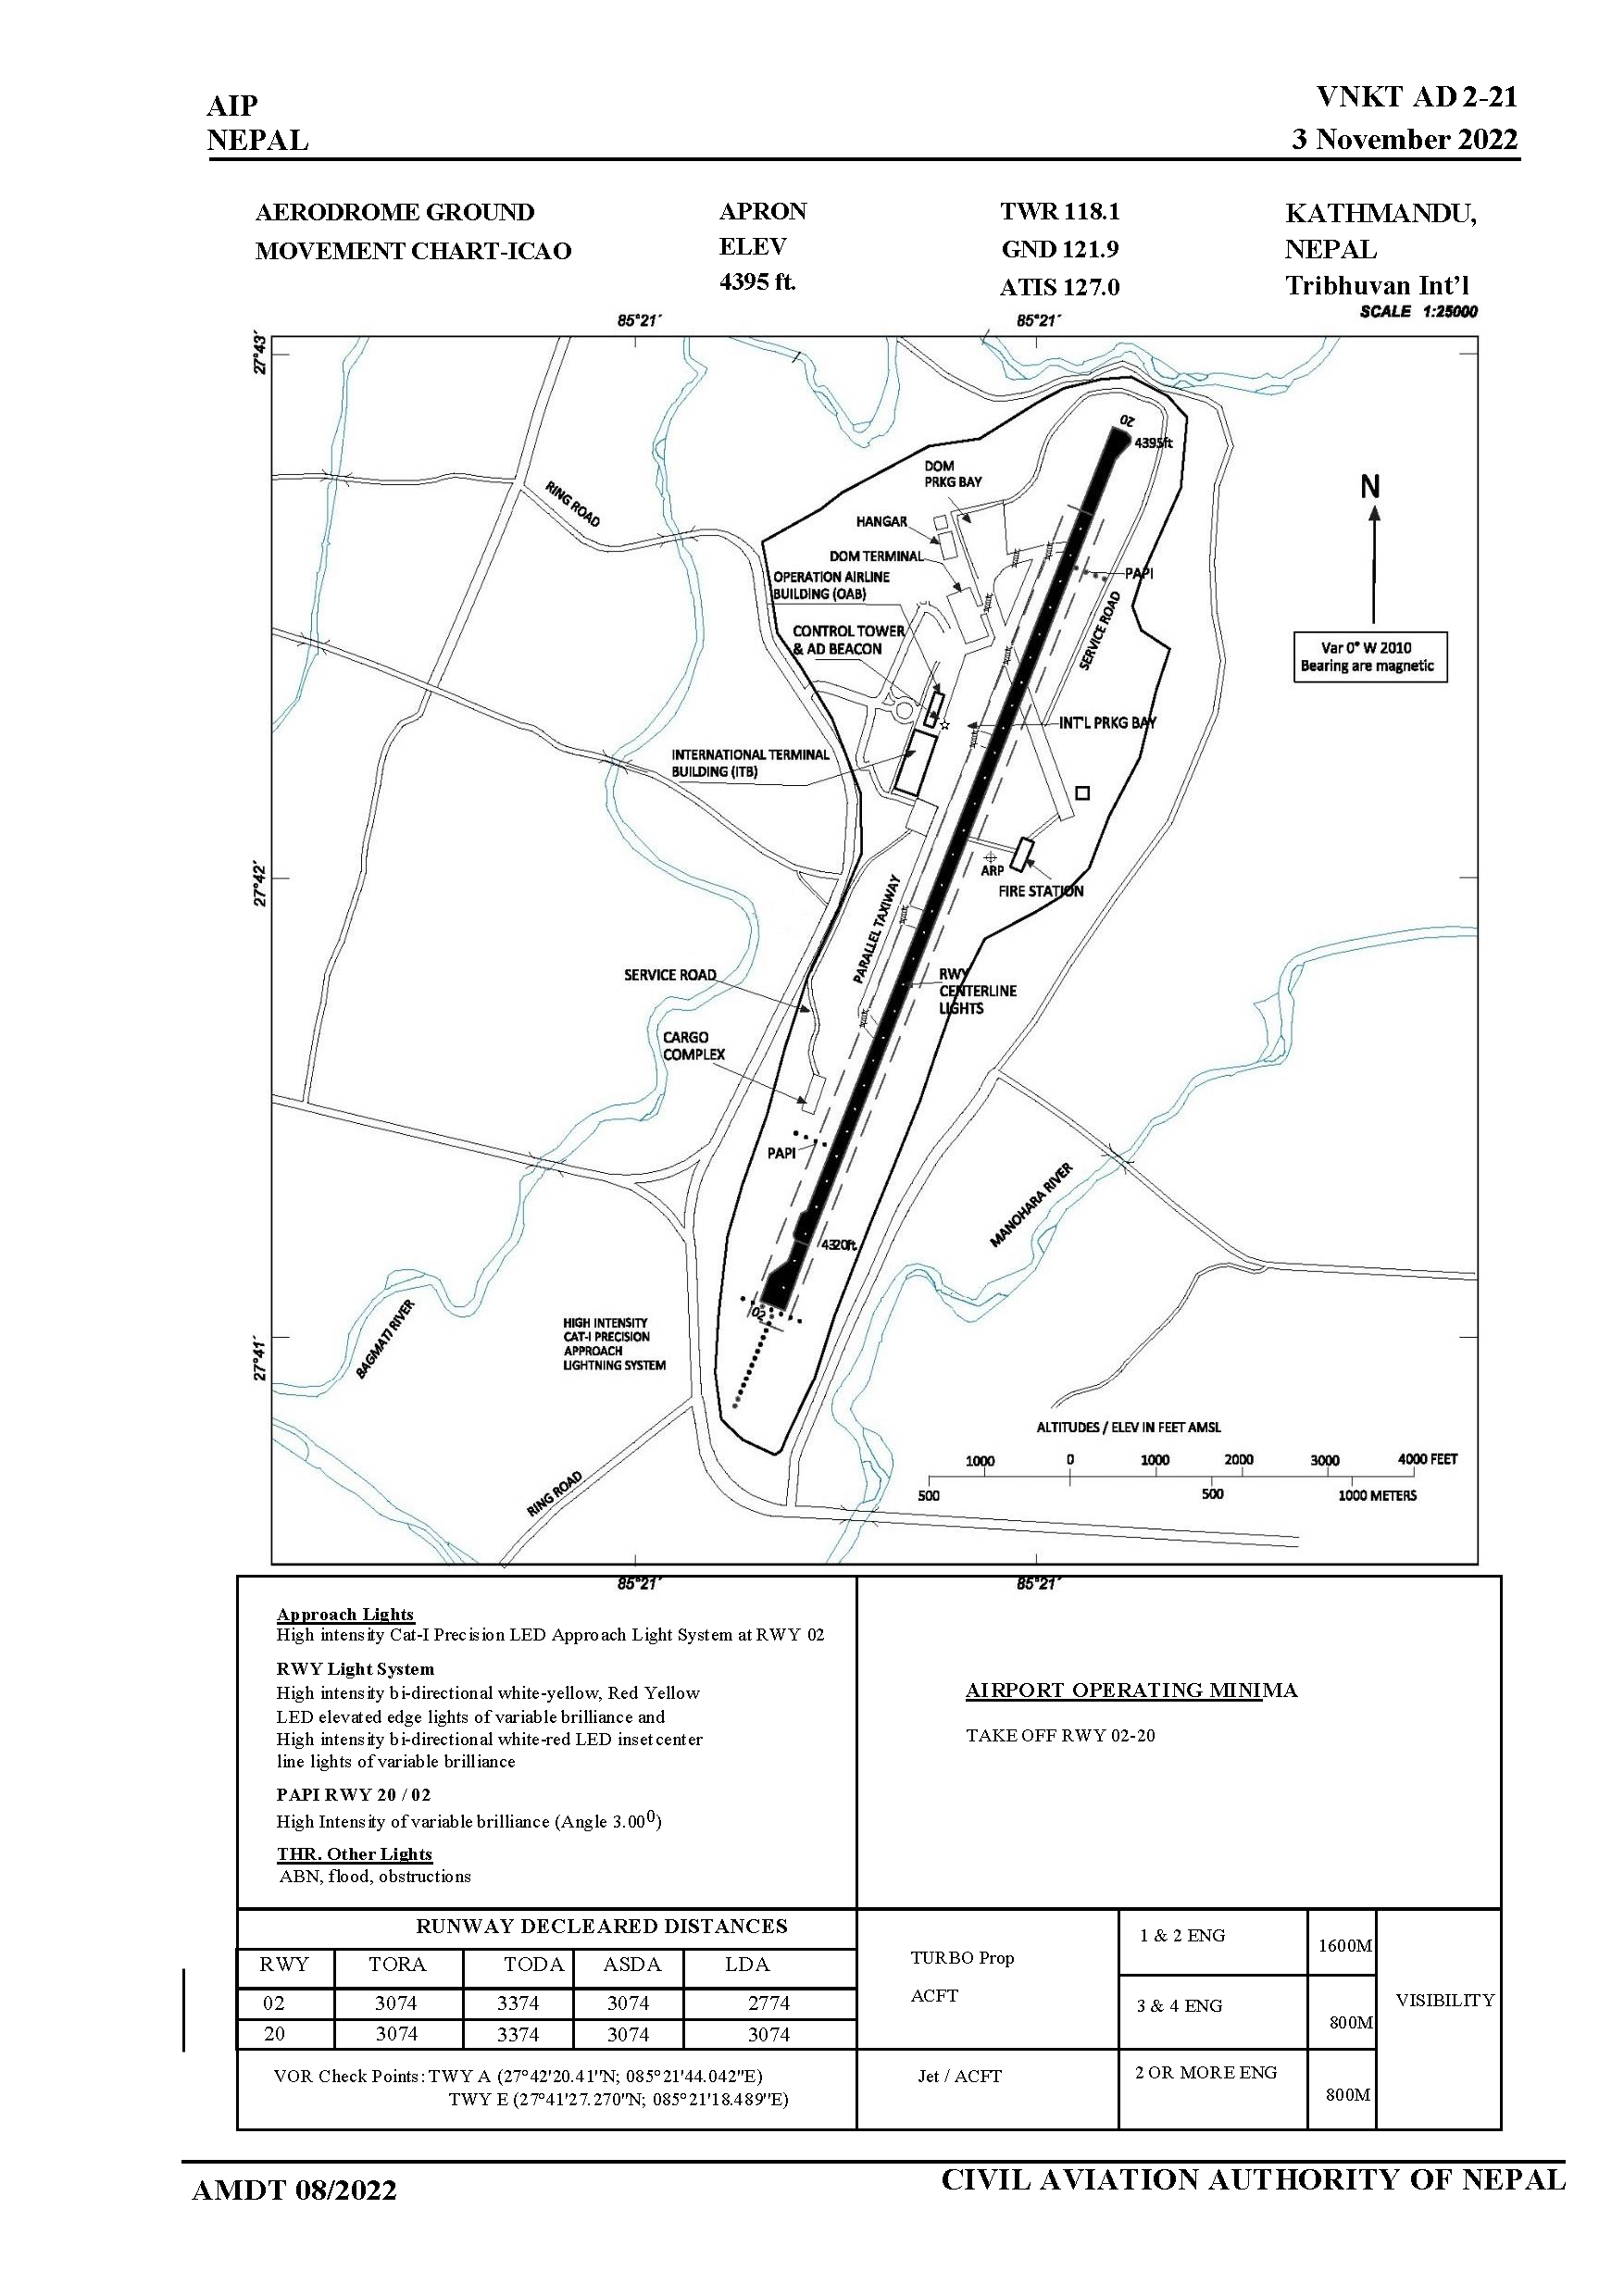 AIP
NEPAL
VNKT AD 2-21
3 November 2022
AERODROME GROUND
MOVEMENT CHART-ICAO
APRON
ELEV
4395 ft.
TWR 118.1
GND 121.9
ATIS 127.0
KATHMANDU,
NEPAL
Tribhuvan Int'l
SCALE 1:25000
85°21´
85°21´
27°43´
27°42´
27°41´
20
4395ft
DOM
PRKG BAY
RING ROAD
HANGAR
DOM TERMINAL
OPERATION AIRLINE
BUILDING (OAB)
CONTROL TOWER
& AD BEACON
PAPI
SERVICE ROAD
N
Var 0° W 2010
Bearing are magnetic
INT'L PRKG BAY
INTERNATIONAL TERMINAL
BUILDING (ITB)
ARP
FIRE STATION
PARALLEL TAXIWAY
SERVICE ROAD
RWY
CENTERLINE
LIGHTS
CARGO
COMPLEX
PAPI
MANOHARA RIVER
4320ft.
02
BAGMATI RIVER
HIGH INTENSITY
CAT-I PRECISION
APPROACH
LIGHTNING SYSTEM
RING ROAD
ALTITUDES / ELEV IN FEET AMSL
1000 0 1000 2000 3000 4000 FEET
500 500 1000 METERS
85°21´
85°21´
Approach Lights
High intensity Cat-I Precision LED Approach Light System at RWY 02
RWY Light System
High intensity bi-directional white-yellow, Red Yellow
LED elevated edge lights of variable brilliance and
High intensity bi-directional white-red LED inset center
line lights of variable brilliance
PAPI RWY 20 / 02
High Intensity of variable brilliance (Angle 3.00⁰)
THR. Other Lights
ABN, flood, obstructions
AIRPORT OPERATING MINIMA
TAKE OFF RWY 02-20
RUNWAY DECLEARED DISTANCES
RWY TORA TODA ASDA LDA
02 3074 3374 3074 2774
20 3074 3374 3074 3074
VOR Check Points: TWY A (27°42'20.41"N; 085°21'44.042"E)
TWY E (27°41'27.270"N; 085°21'18.489"E)
TURBO Prop
ACFT
1 & 2 ENG
1600M
3 & 4 ENG
800M
VISIBILITY
Jet / ACFT
2 OR MORE ENG
800M
AMDT 08/2022
CIVIL AVIATION AUTHORITY OF NEPAL